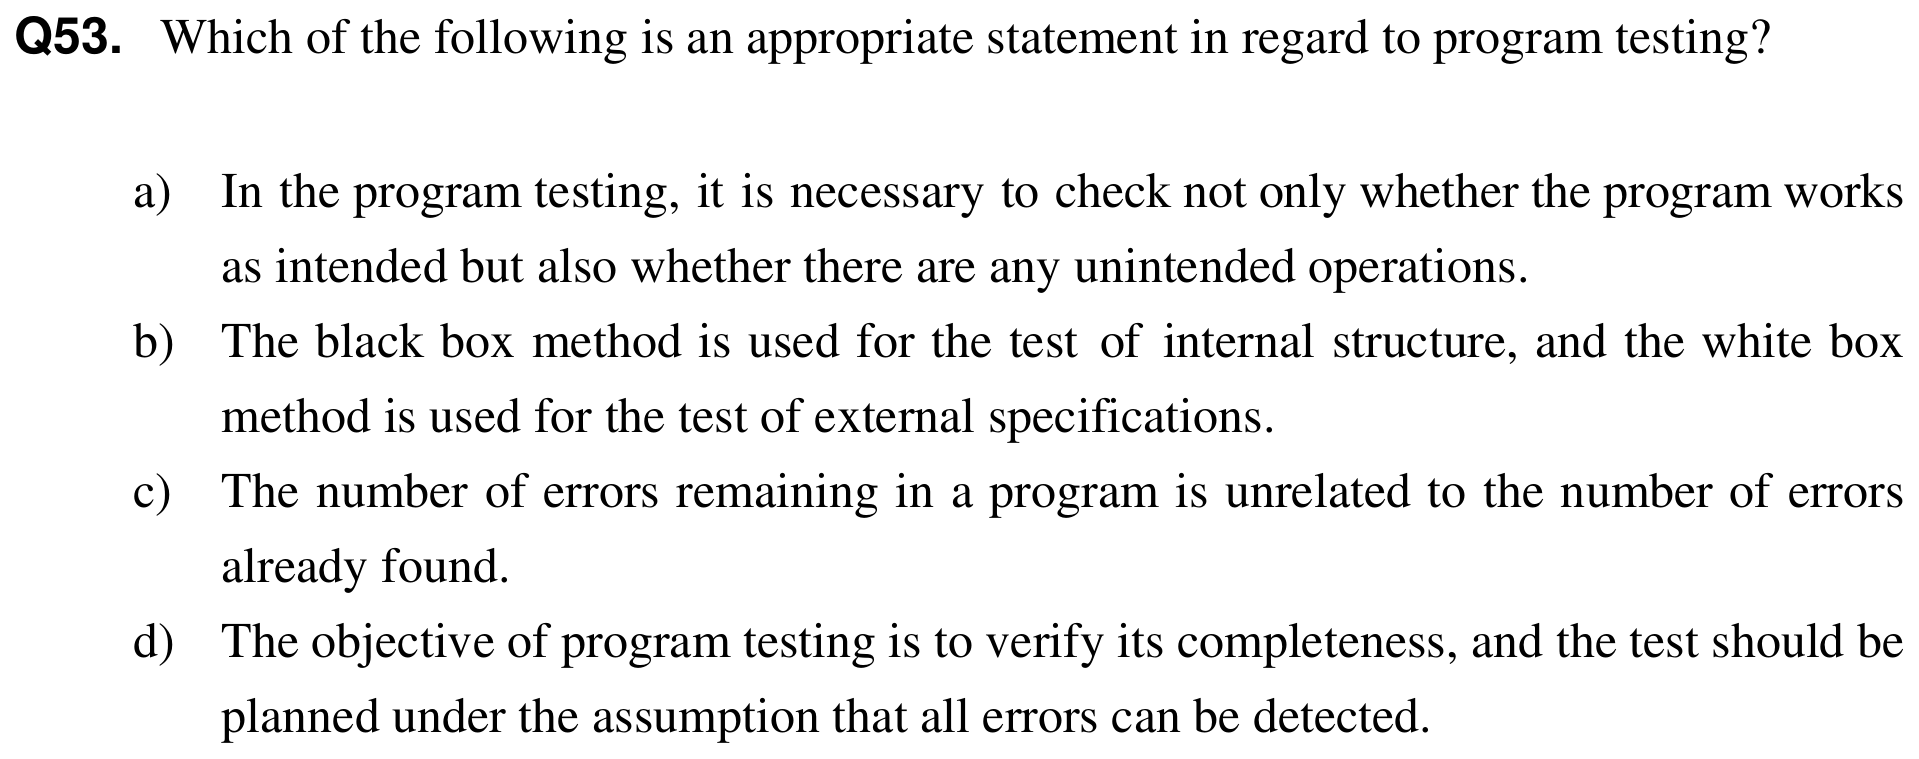 Q53. Which of the following is an appropriate statement in regard to program testing?
a) In the program testing, it is necessary to check not only whether the program works
as intended but also whether there are any unintended operations.
b) The black box method is used for the test of internal structure, and the white box
method is used for the test of external specifications.
c) The number of errors remaining in a program is unrelated to the number of errors
already found.
d) The objective of program testing is to verify its completeness, and the test should be
planned under the assumption that all errors can be detected.